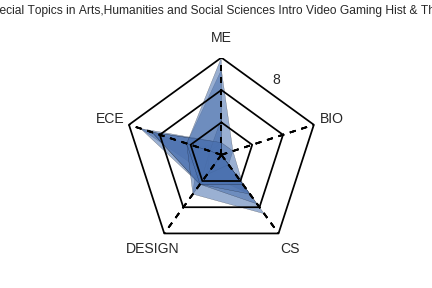 ecial Topics in Arts,Humanities and Social Sciences Intro Video Gaming Hist & Th
ME
8
ECE
BIO
DESIGN
CS